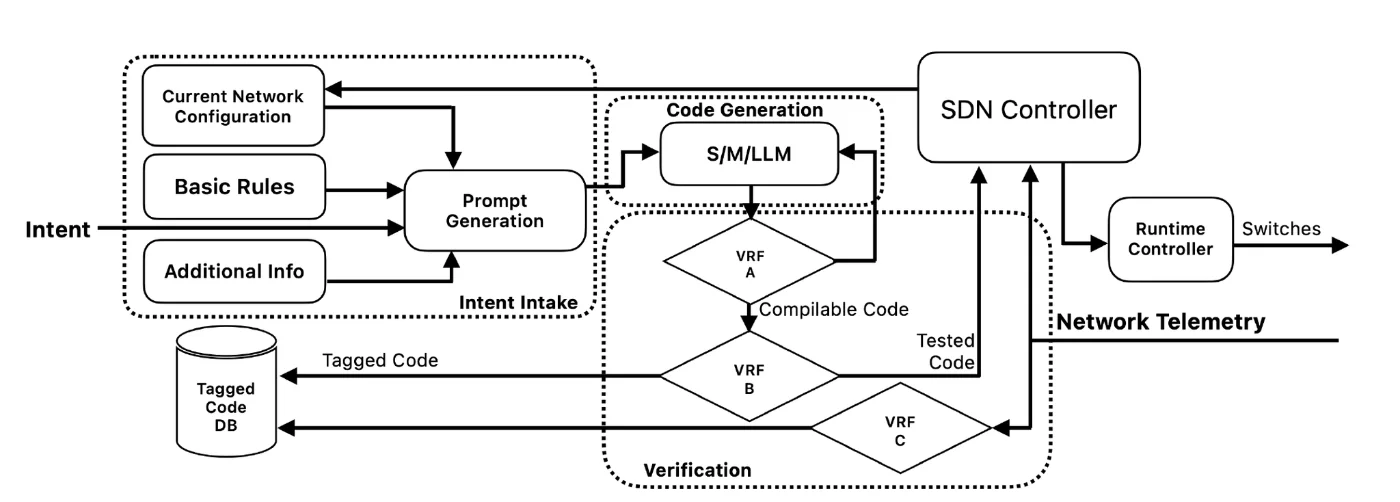 Current Network
Configuration
Basic Rules
Intent
Additional Info
Prompt
Generation
Intent Intake
Code Generation
S/M/LLM
SDN Controller
Runtime
Controller
Switches
VRF
A
Compilable Code
Network Telemetry
Tested
Code
VRF
B
Tagged Code
Tagged
Code
DB
VRF
C
Verification